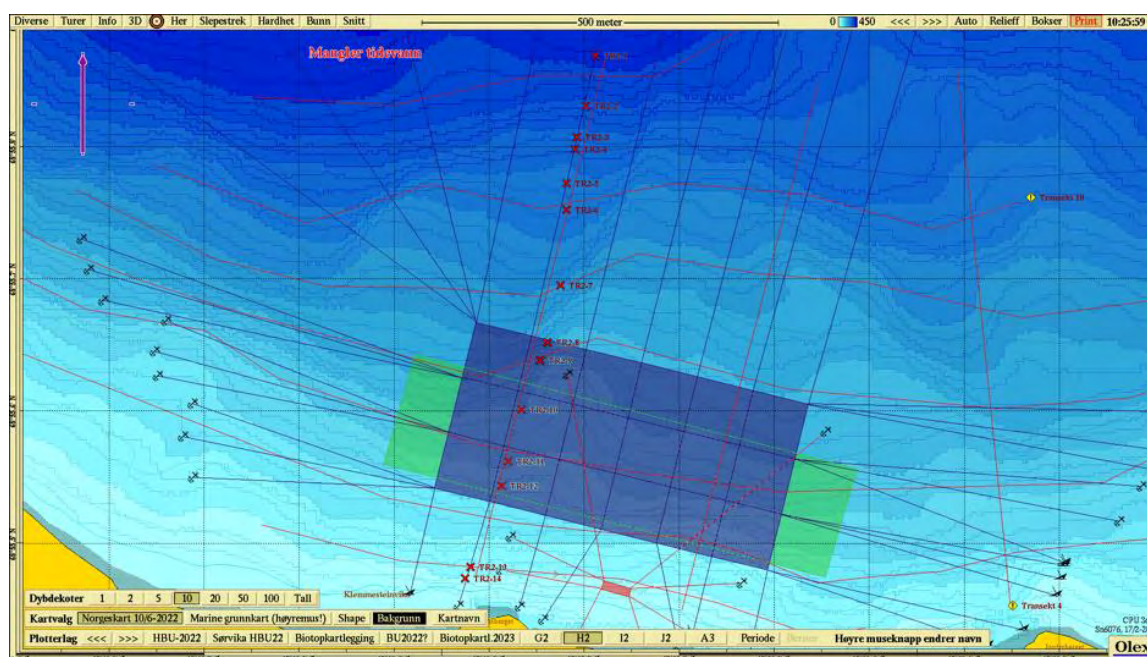 Diverse Turer Info 3D Her Slepestrek Hardhet Bunn Snitt 500 meter 0 450 <<< >>> Auto Relieff Bokser Print 10:25:59
Mangler tidevann
TR2-2
TR2-3
TR2-5
TR2-6
Transekt 10
TR2-7
TR2-8
TR2-9
TR2-10
TR2-11
TR2-12
TR2-13
TR2-14
Klemmesteinvika
Transekt 4
Dybdekoter 1 2 5 10 20 50 100 Tall
Kartvalg Norgeskart 10/6-2022 Marine grunnkart (høyremus!) Shape Bakgrunn Kartnavn
Plotterlag <<< >>> HBU-2022 Sørvika HBU22 Biotopkartlegging BU2022? Biotopkartl.2023 G2 H2 I2 J2 A3 Periode Høyre museknapp endrer navn